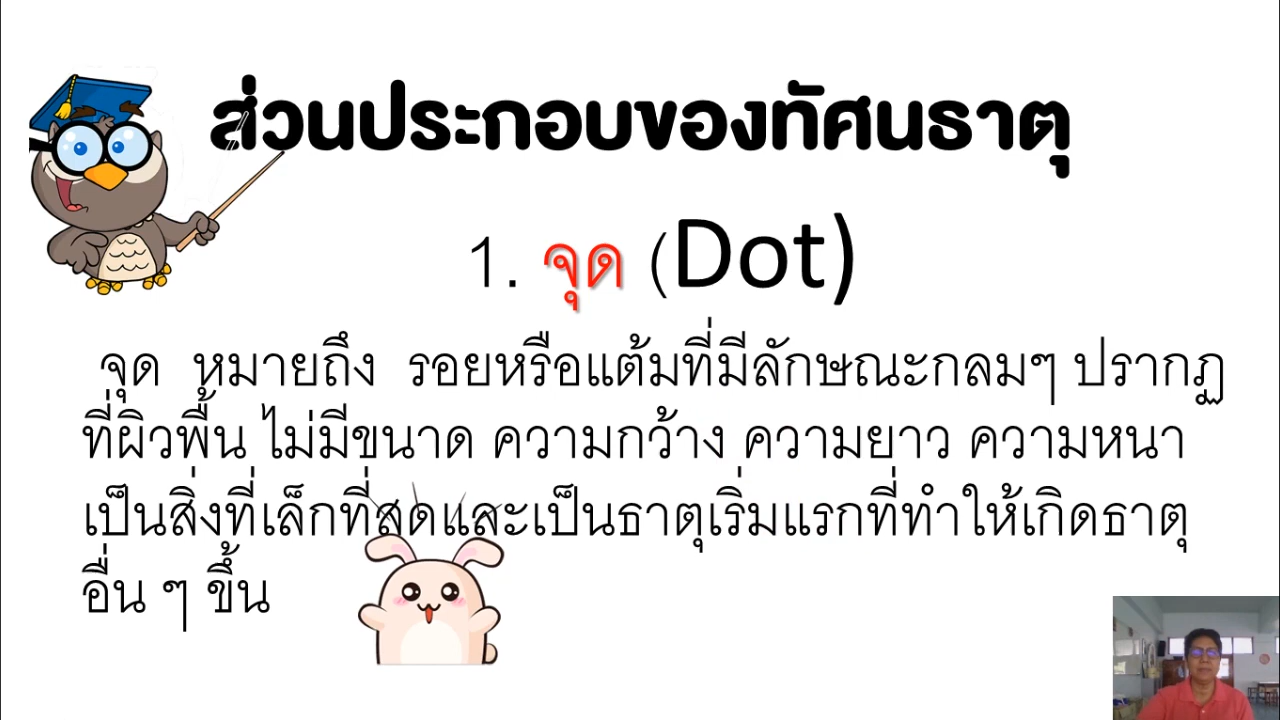 ส่วนประกอบของทัศนธาตุ
1. จุด (Dot)
จุด หมายถึง รอยหรือแต้มที่มีลักษณะกลมๆ ปรากฏ
ที่ผิวพื้น ไม่มีขนาด ความกว้าง ความยาว ความหนา
เป็นสิ่งที่เล็กที่สุดและเป็นธาตุเริ่มแรกที่ทำให้เกิดธาตุ
อื่น ๆ ขึ้น